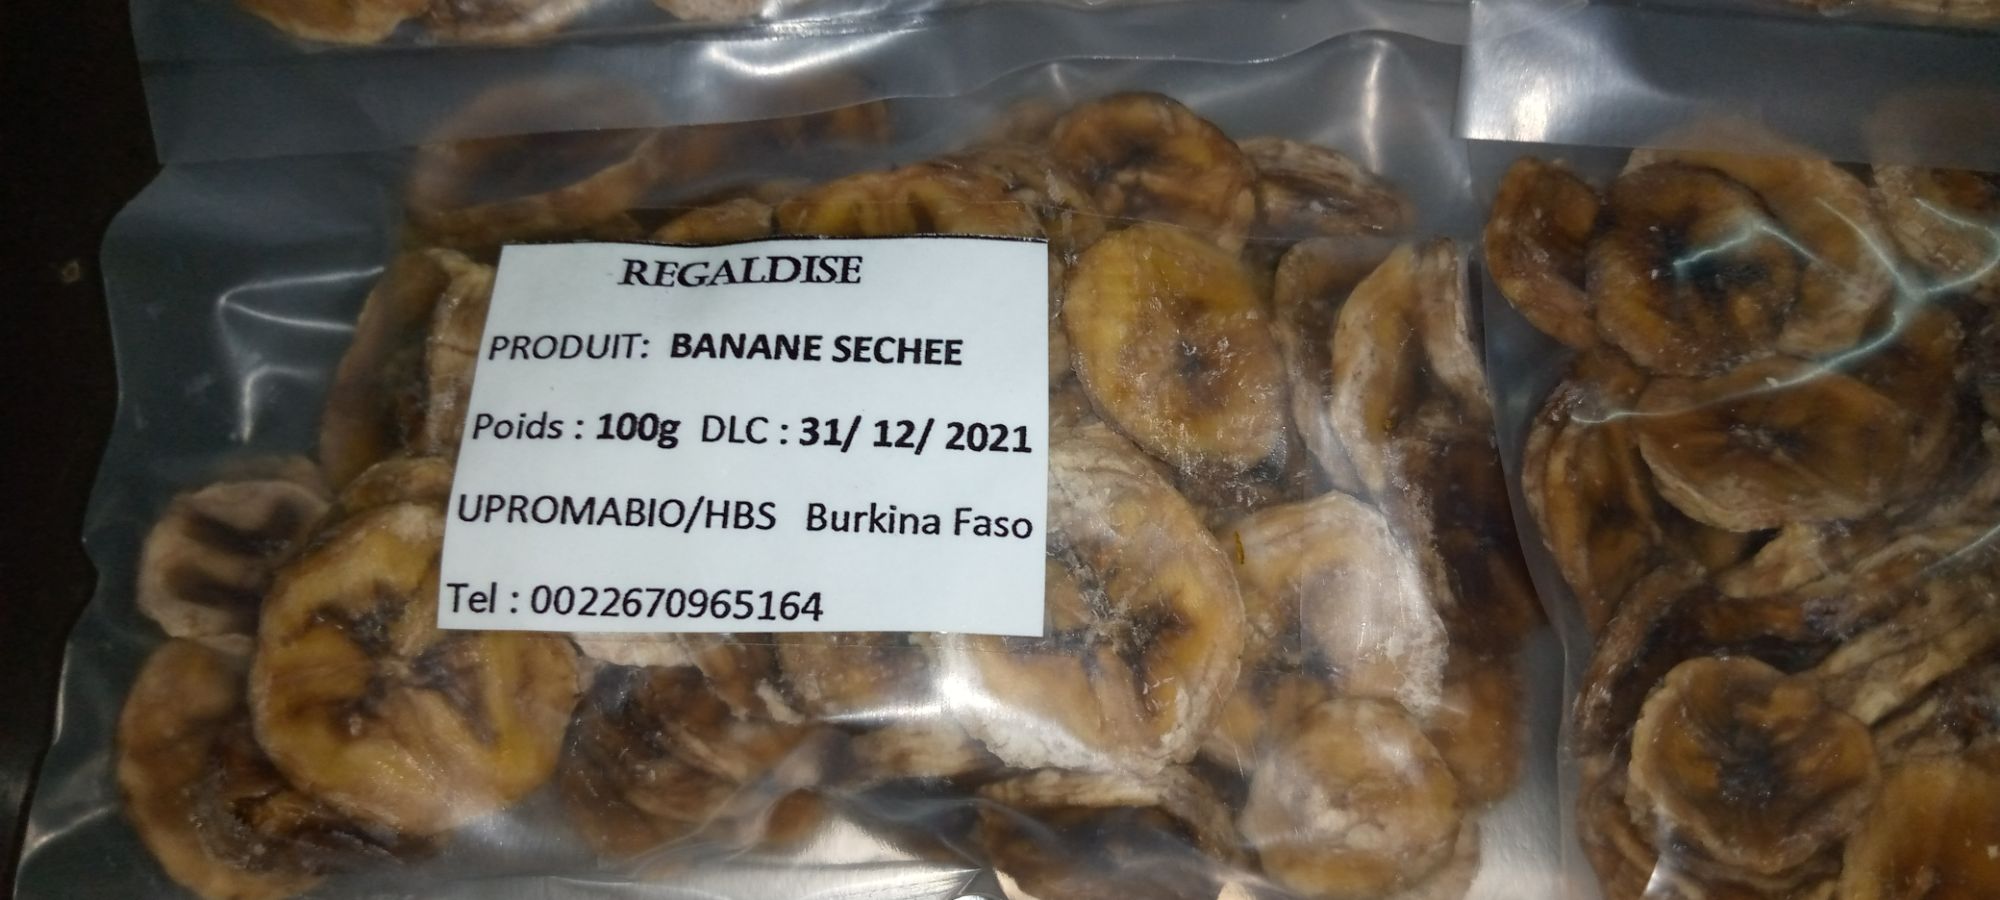 REGALDISE
PRODUIT: BANANE SECHEE
Poids : 100g DLC : 31/ 12/ 2021
UPROMABIO/HBS Burkina Faso
Tel : 0022670965164